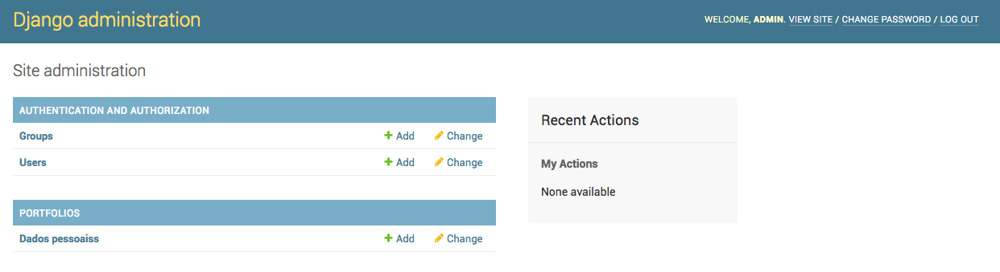 Django administration
WELCOME, ADMIN. VIEW SITE / CHANGE PASSWORD / LOG OUT
Site administration
AUTHENTICATION AND AUTHORIZATION
Groups Add Change
Users Add Change
PORTFOLIOS
Dados pessoaiss Add Change
Recent Actions
My Actions
None available